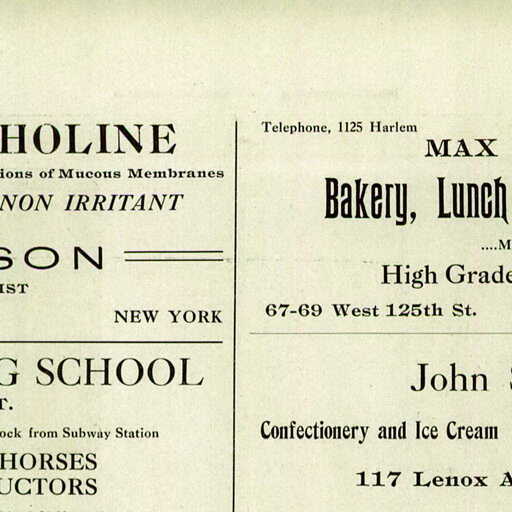 HOLINE
ions of Mucous Membranes
NON IRRITANT
SON
IST
NEW YORK
G SCHOOL
T.
ock from Subway Station
HORSES
UCTORS
Telephone, 1125 Harlem
MAX
Bakery, Lunch
....M
High Grade
67-69 West 125th St.
John S
Confectionery and Ice Cream
117 Lenox A